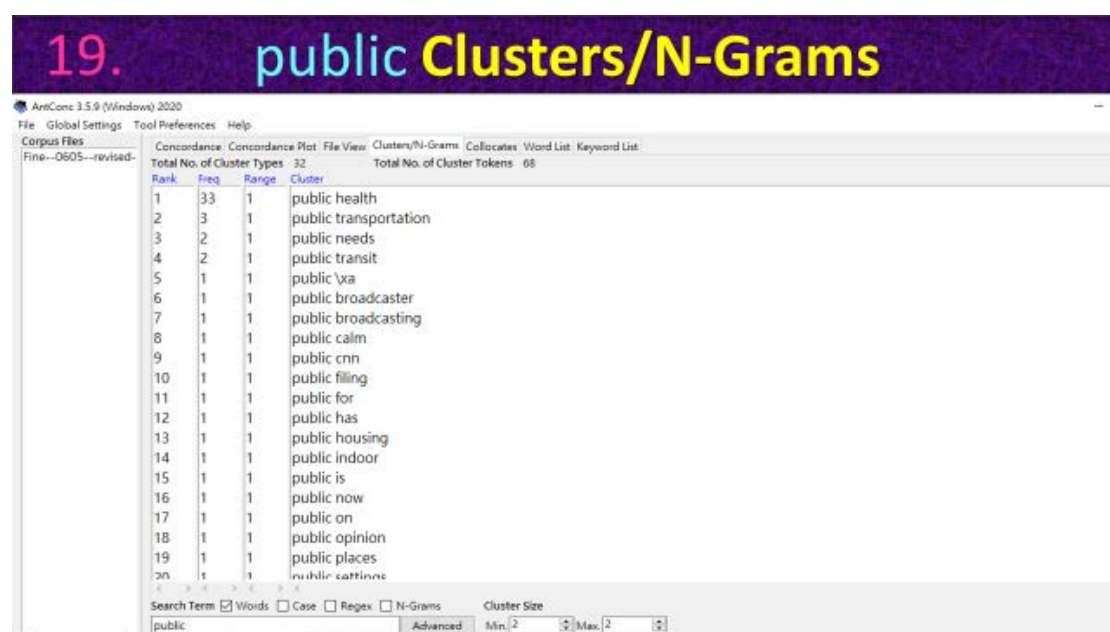 19. public Clusters/N-Grams
AntConc 3.5.9 (Windows) 2020
File Global Settings Tool Preferences Help
Corpus Files
Fine--0605--revised-
Concordance Concordance Plot File View Clusters/N-Grams Collocates Word List Keyword List
Total No. of Cluster Types 32 Total No. of Cluster Tokens 68
Rank Freq Range Cluster
1 33 1 public health
2 3 1 public transportation
3 2 1 public needs
4 2 1 public transit
5 1 1 public \xa
6 1 1 public broadcaster
7 1 1 public broadcasting
8 1 1 public calm
9 1 1 public cnn
10 1 1 public filing
11 1 1 public for
12 1 1 public has
13 1 1 public housing
14 1 1 public indoor
15 1 1 public is
16 1 1 public now
17 1 1 public on
18 1 1 public opinion
19 1 1 public places
20 1 1 public settings
Search Term Words Case Regex N-Grams Cluster Size
public Advanced Min. 2 Max. 2